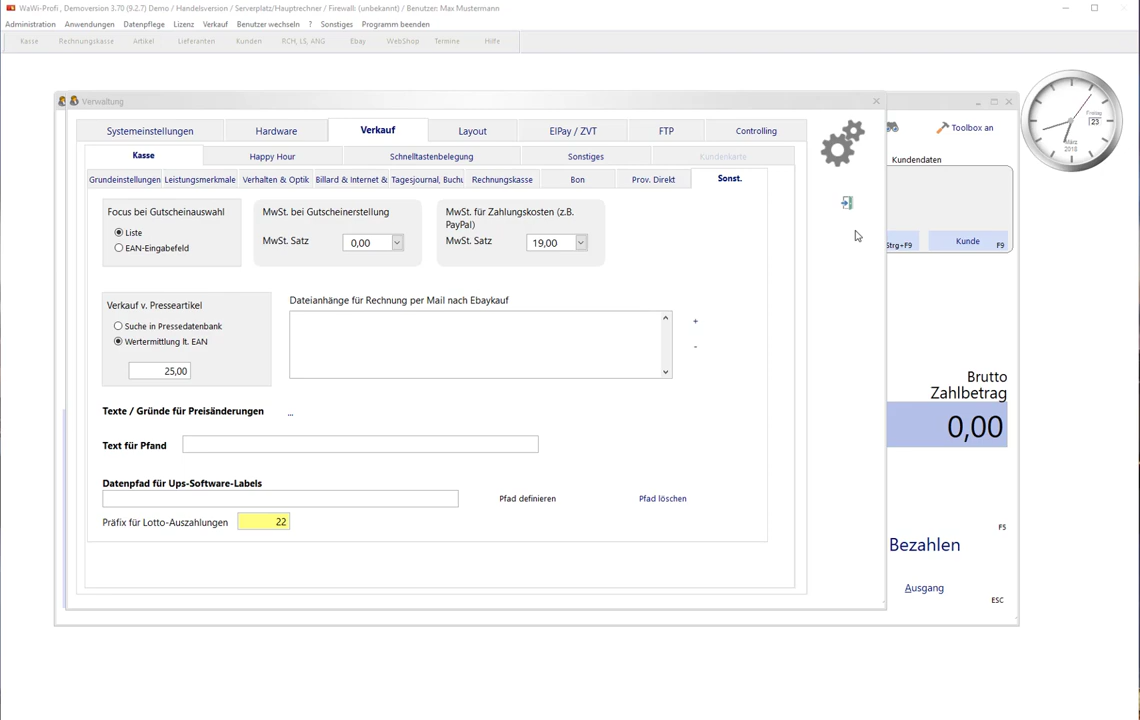 WaWi-Profi , Demoversion 3.70 (9.2.7) Demo / Handelsversion / Serverplatz/Hauptrechner / Firewall: (unbekannt) / Benutzer: Max Mustermann
Administration Anwendungen Datenpflege Lizenz Verkauf Benutzer wechseln ? Sonstiges Programm beenden
Kasse Rechnungskasse Artikel Lieferanten Kunden RCH, LS, ANG Ebay WebShop Termine Hilfe
Verwaltung
Systemeinstellungen Hardware Verkauf Layout ElPay / ZVT FTP Controlling
Toolbox an
Kasse Happy Hour Schnelltastenbelegung Sonstiges Kundenkarte
Kundendaten
Grundeinstellungen Leistungsmerkmale Verhalten & Optik Billard & Internet & Tagesjournal, Buchu Rechnungskasse Bon Prov. Direkt Sonst.
Freitag
23
März
2018
Focus bei Gutscheinauswahl
Liste
EAN-Eingabefeld
MwSt. bei Gutscheinerstellung
MwSt. Satz 0,00
MwSt. für Zahlungskosten (z.B.
PayPal)
MwSt. Satz 19,00
Strg+F9 Kunde F9
Verkauf v. Presseartikel
Suche in Pressedatenbank
Wertermittlung lt. EAN
25,00
Dateianhänge für Rechnung per Mail nach Ebaykauf
+
-
Brutto
Zahlbetrag
0,00
Texte / Gründe für Preisänderungen ...
Text für Pfand
Datenpfad für Ups-Software-Labels
Pfad definieren Pfad löschen
Präfix für Lotto-Auszahlungen 22
F5
Bezahlen
Ausgang
ESC